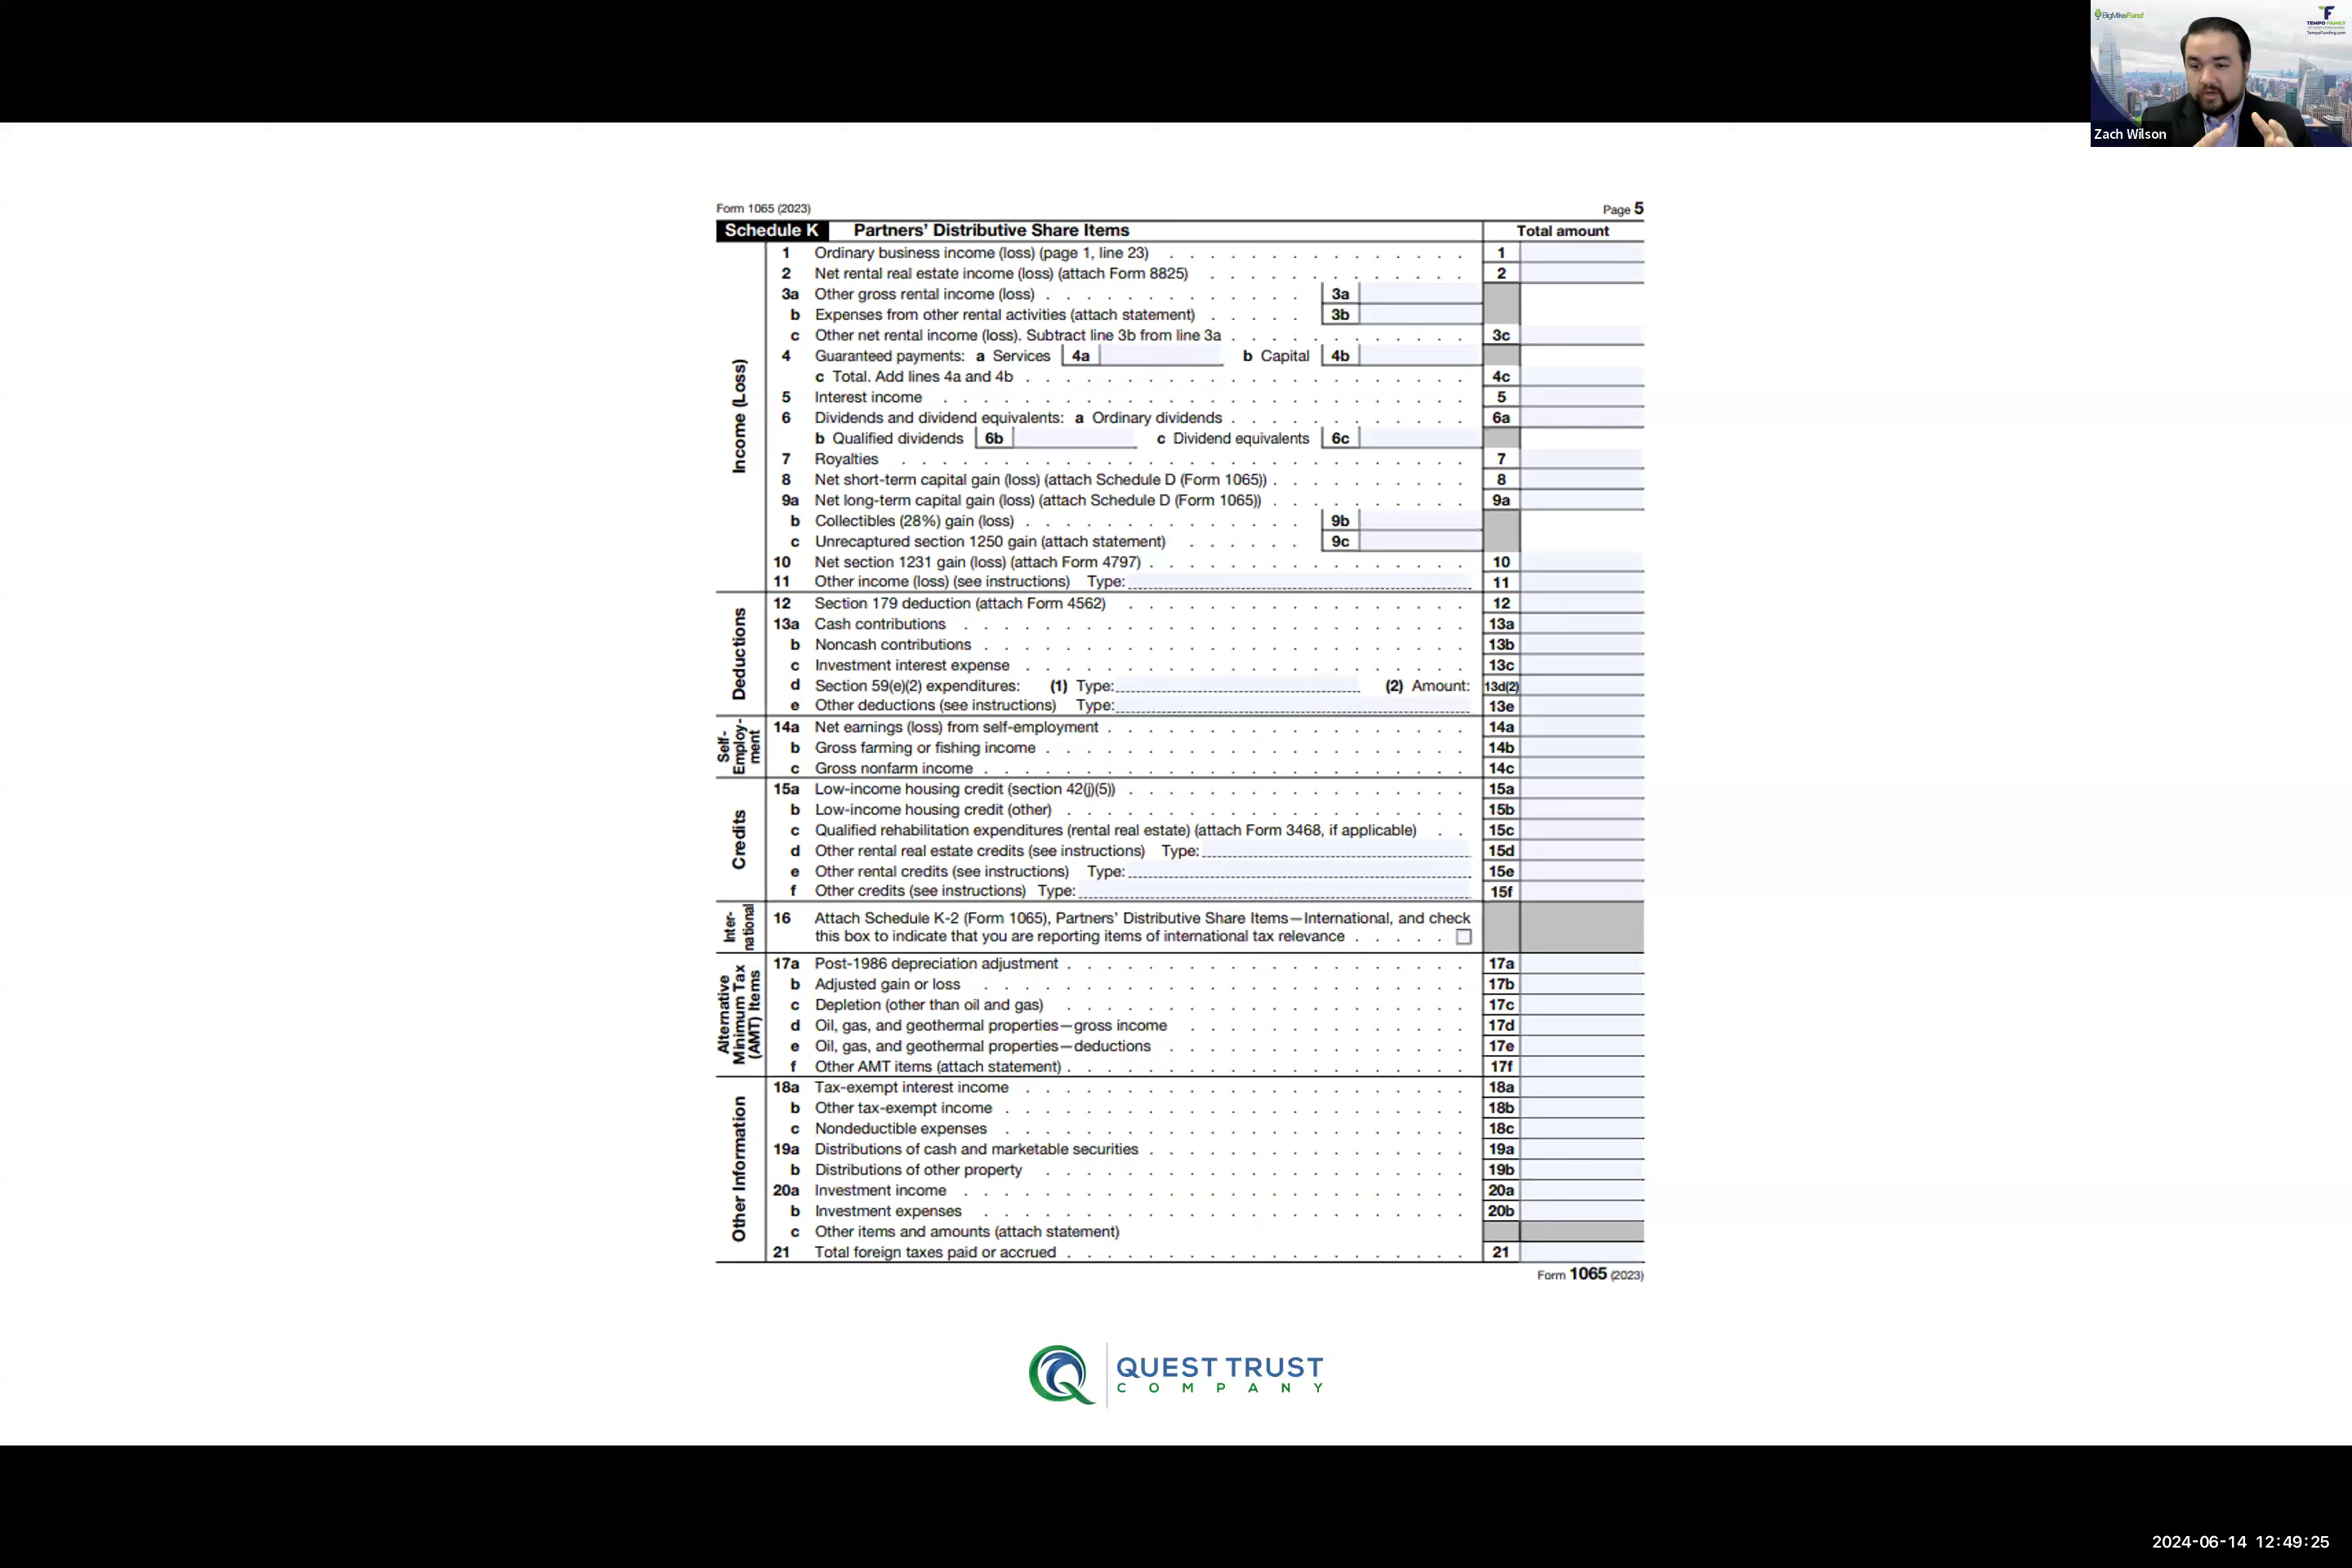 BigMikeFund
TEMPO FAMILY
TempoFunding.com
Zach Wilson
Form 1065 (2023) Page 5
Schedule K Partners' Distributive Share Items Total amount
Income (Loss)
1 Ordinary business income (loss) (page 1, line 23) 1
2 Net rental real estate income (loss) (attach Form 8825) 2
3a Other gross rental income (loss) 3a
b Expenses from other rental activities (attach statement) 3b
c Other net rental income (loss). Subtract line 3b from line 3a 3c
4 Guaranteed payments: a Services 4a b Capital 4b
c Total. Add lines 4a and 4b 4c
5 Interest income 5
6 Dividends and dividend equivalents: a Ordinary dividends 6a
b Qualified dividends 6b c Dividend equivalents 6c
7 Royalties 7
8 Net short-term capital gain (loss) (attach Schedule D (Form 1065)) 8
9a Net long-term capital gain (loss) (attach Schedule D (Form 1065)) 9a
b Collectibles (28%) gain (loss) 9b
c Unrecaptured section 1250 gain (attach statement) 9c
10 Net section 1231 gain (loss) (attach Form 4797) 10
11 Other income (loss) (see instructions) Type: 11
Deductions
12 Section 179 deduction (attach Form 4562) 12
13a Cash contributions 13a
b Noncash contributions 13b
c Investment interest expense 13c
d Section 59(e)(2) expenditures: (1) Type: (2) Amount: 13d(2)
e Other deductions (see instructions) Type: 13e
Self-
Employ-
ment
14a Net earnings (loss) from self-employment 14a
b Gross farming or fishing income 14b
c Gross nonfarm income 14c
Credits
15a Low-income housing credit (section 42(j)(5)) 15a
b Low-income housing credit (other) 15b
c Qualified rehabilitation expenditures (rental real estate) (attach Form 3468, if applicable) 15c
d Other rental real estate credits (see instructions) Type: 15d
e Other rental credits (see instructions) Type: 15e
f Other credits (see instructions) Type: 15f
Inter-
national
16 Attach Schedule K-2 (Form 1065), Partners' Distributive Share Items—International, and check
this box to indicate that you are reporting items of international tax relevance
Alternative
Minimum Tax
(AMT) Items
17a Post-1986 depreciation adjustment 17a
b Adjusted gain or loss 17b
c Depletion (other than oil and gas) 17c
d Oil, gas, and geothermal properties—gross income 17d
e Oil, gas, and geothermal properties—deductions 17e
f Other AMT items (attach statement) 17f
Other Information
18a Tax-exempt interest income 18a
b Other tax-exempt income 18b
c Nondeductible expenses 18c
19a Distributions of cash and marketable securities 19a
b Distributions of other property 19b
20a Investment income 20a
b Investment expenses 20b
c Other items and amounts (attach statement)
21 Total foreign taxes paid or accrued 21
Form 1065 (2023)
QUEST TRUST
COMPANY
2024-06-14 12:49:25